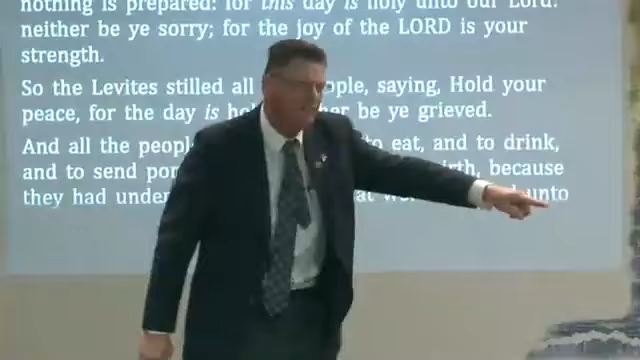 nothing is prepared: for this day is holy unto our Lord:
neither be ye sorry; for the joy of the LORD is your
strength.
So the Levites stilled all ople, saying, Hold your
peace, for the day is ho er be ye grieved.
And all the peopl to eat, and to drink,
and to send por irth, because
they had under at wo d unto